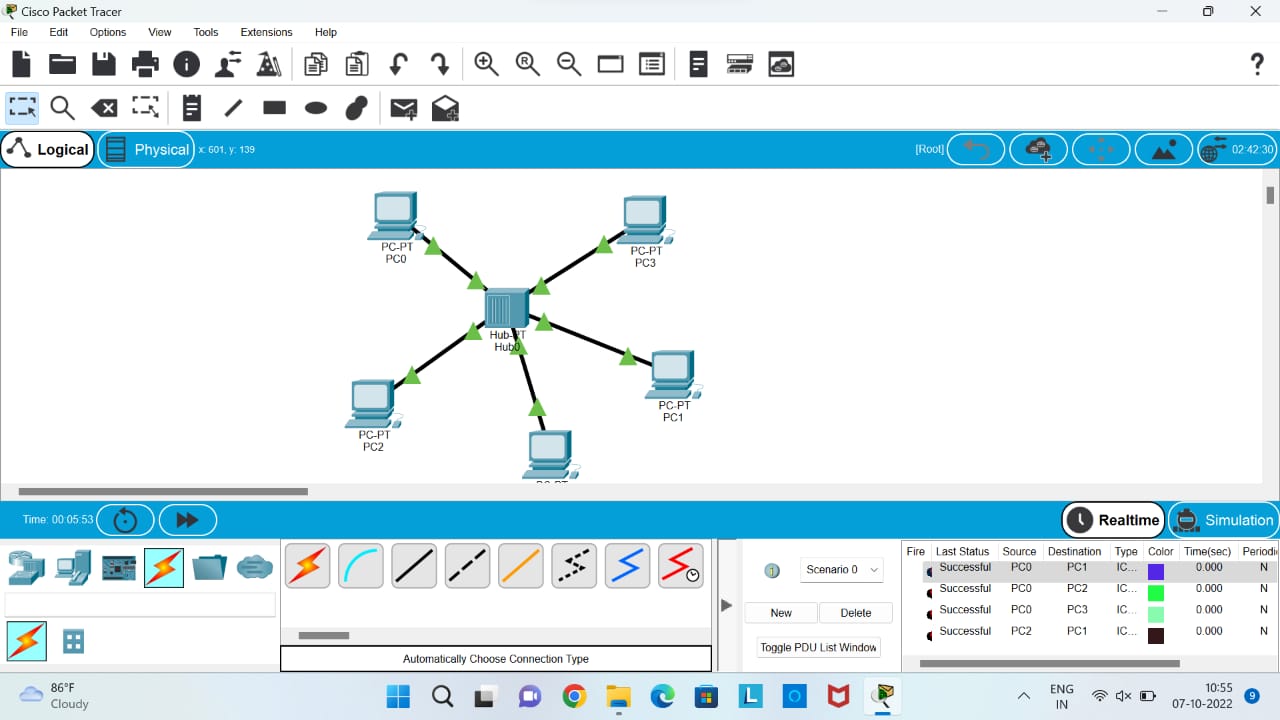 Cisco Packet Tracer
File Edit Options View Tools Extensions Help
Logical Physical x: 601, y: 139 [Root] 02:42:30
PC-PT
PC0
PC-PT
PC3
Hub-PT
Hub0
PC-PT
PC1
PC-PT
PC2
Time: 00:05:53 Realtime Simulation
Scenario 0
New Delete
Toggle PDU List Window
Automatically Choose Connection Type
Fire Last Status Source Destination Type Color Time(sec) Periodi
Successful PC0 PC1 IC... 0.000 N
Successful PC0 PC2 IC... 0.000 N
Successful PC0 PC3 IC... 0.000 N
Successful PC2 PC1 IC... 0.000 N
86°F
Cloudy
ENG
IN
10:55
07-10-2022
9